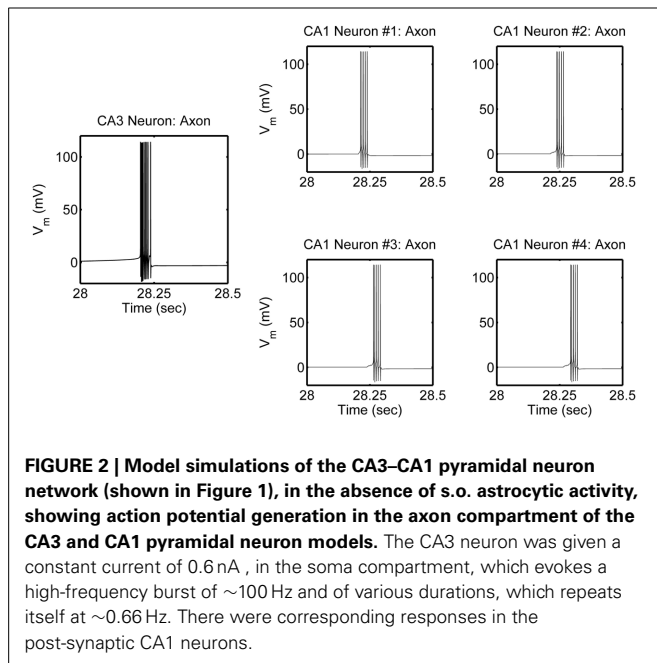 CA1 Neuron #1: Axon
CA1 Neuron #2: Axon
100
50
0
V_m (mV)
28
28.25
28.5
100
50
0
28
28.25
28.5
CA3 Neuron: Axon
100
50
0
V_m (mV)
28
28.25
28.5
Time (sec)
CA1 Neuron #3: Axon
CA1 Neuron #4: Axon
100
50
0
V_m (mV)
28
28.25
28.5
Time (sec)
100
50
0
28
28.25
28.5
Time (sec)
FIGURE 2 | Model simulations of the CA3–CA1 pyramidal neuron
network (shown in Figure 1), in the absence of s.o. astrocytic activity,
showing action potential generation in the axon compartment of the
CA3 and CA1 pyramidal neuron models. The CA3 neuron was given a
constant current of 0.6 nA , in the soma compartment, which evokes a
high-frequency burst of ∼100 Hz and of various durations, which repeats
itself at ∼0.66 Hz. There were corresponding responses in the
post-synaptic CA1 neurons.